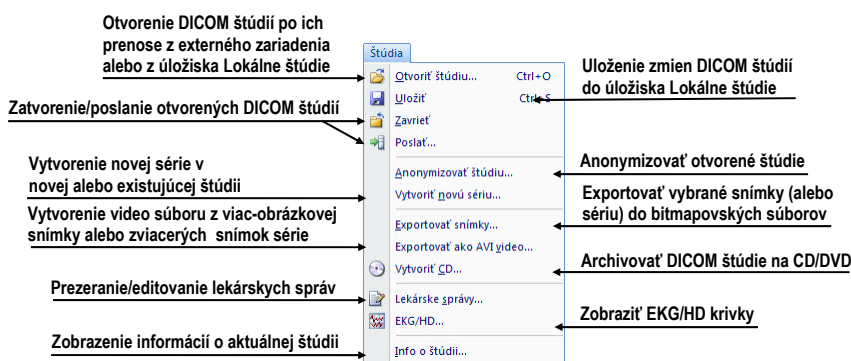 Otvorenie DICOM štúdií po ich
prenose z externého zariadenia
alebo z úložiska Lokálne štúdie
Zatvorenie/poslanie otvorených DICOM štúdií
Vytvorenie novej série v
novej alebo existujúcej štúdii
Vytvorenie video súboru z viac-obrázkovej
snímky alebo zviacerých snímok série
Prezeranie/editovanie lekárskych správ
Zobrazenie informácií o aktuálnej štúdii
Štúdia
Otvoriť štúdiu... Ctrl+O
Uložiť Ctrl+S
Zavrieť
Poslať...
Anonymizovať štúdiu...
Vytvoriť novú sériu...
Exportovať snímky...
Exportovať ako AVI video...
Vytvoriť CD...
Lekárske správy...
EKG/HD...
Info o štúdii...
Uloženie zmien DICOM štúdií
do úložiska Lokálne štúdie
Anonymizovať otvorené štúdie
Exportovať vybrané snímky (alebo
sériu) do bitmapovských súborov
Archivovať DICOM štúdie na CD/DVD
Zobraziť EKG/HD krivky